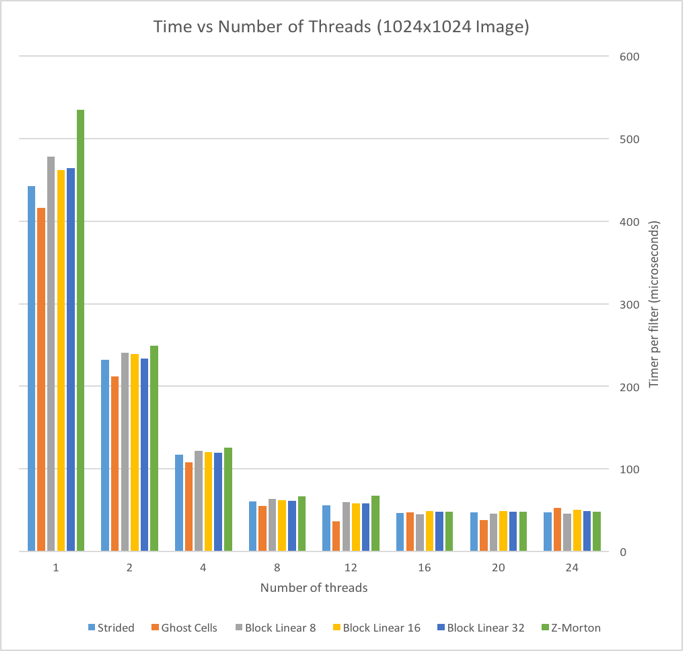 Time vs Number of Threads (1024x1024 Image)
600
500
400
300
200
100
0
Timer per filter (microseconds)
1 2 4 8 12 16 20 24
Number of threads
Strided Ghost Cells Block Linear 8 Block Linear 16 Block Linear 32 Z-Morton